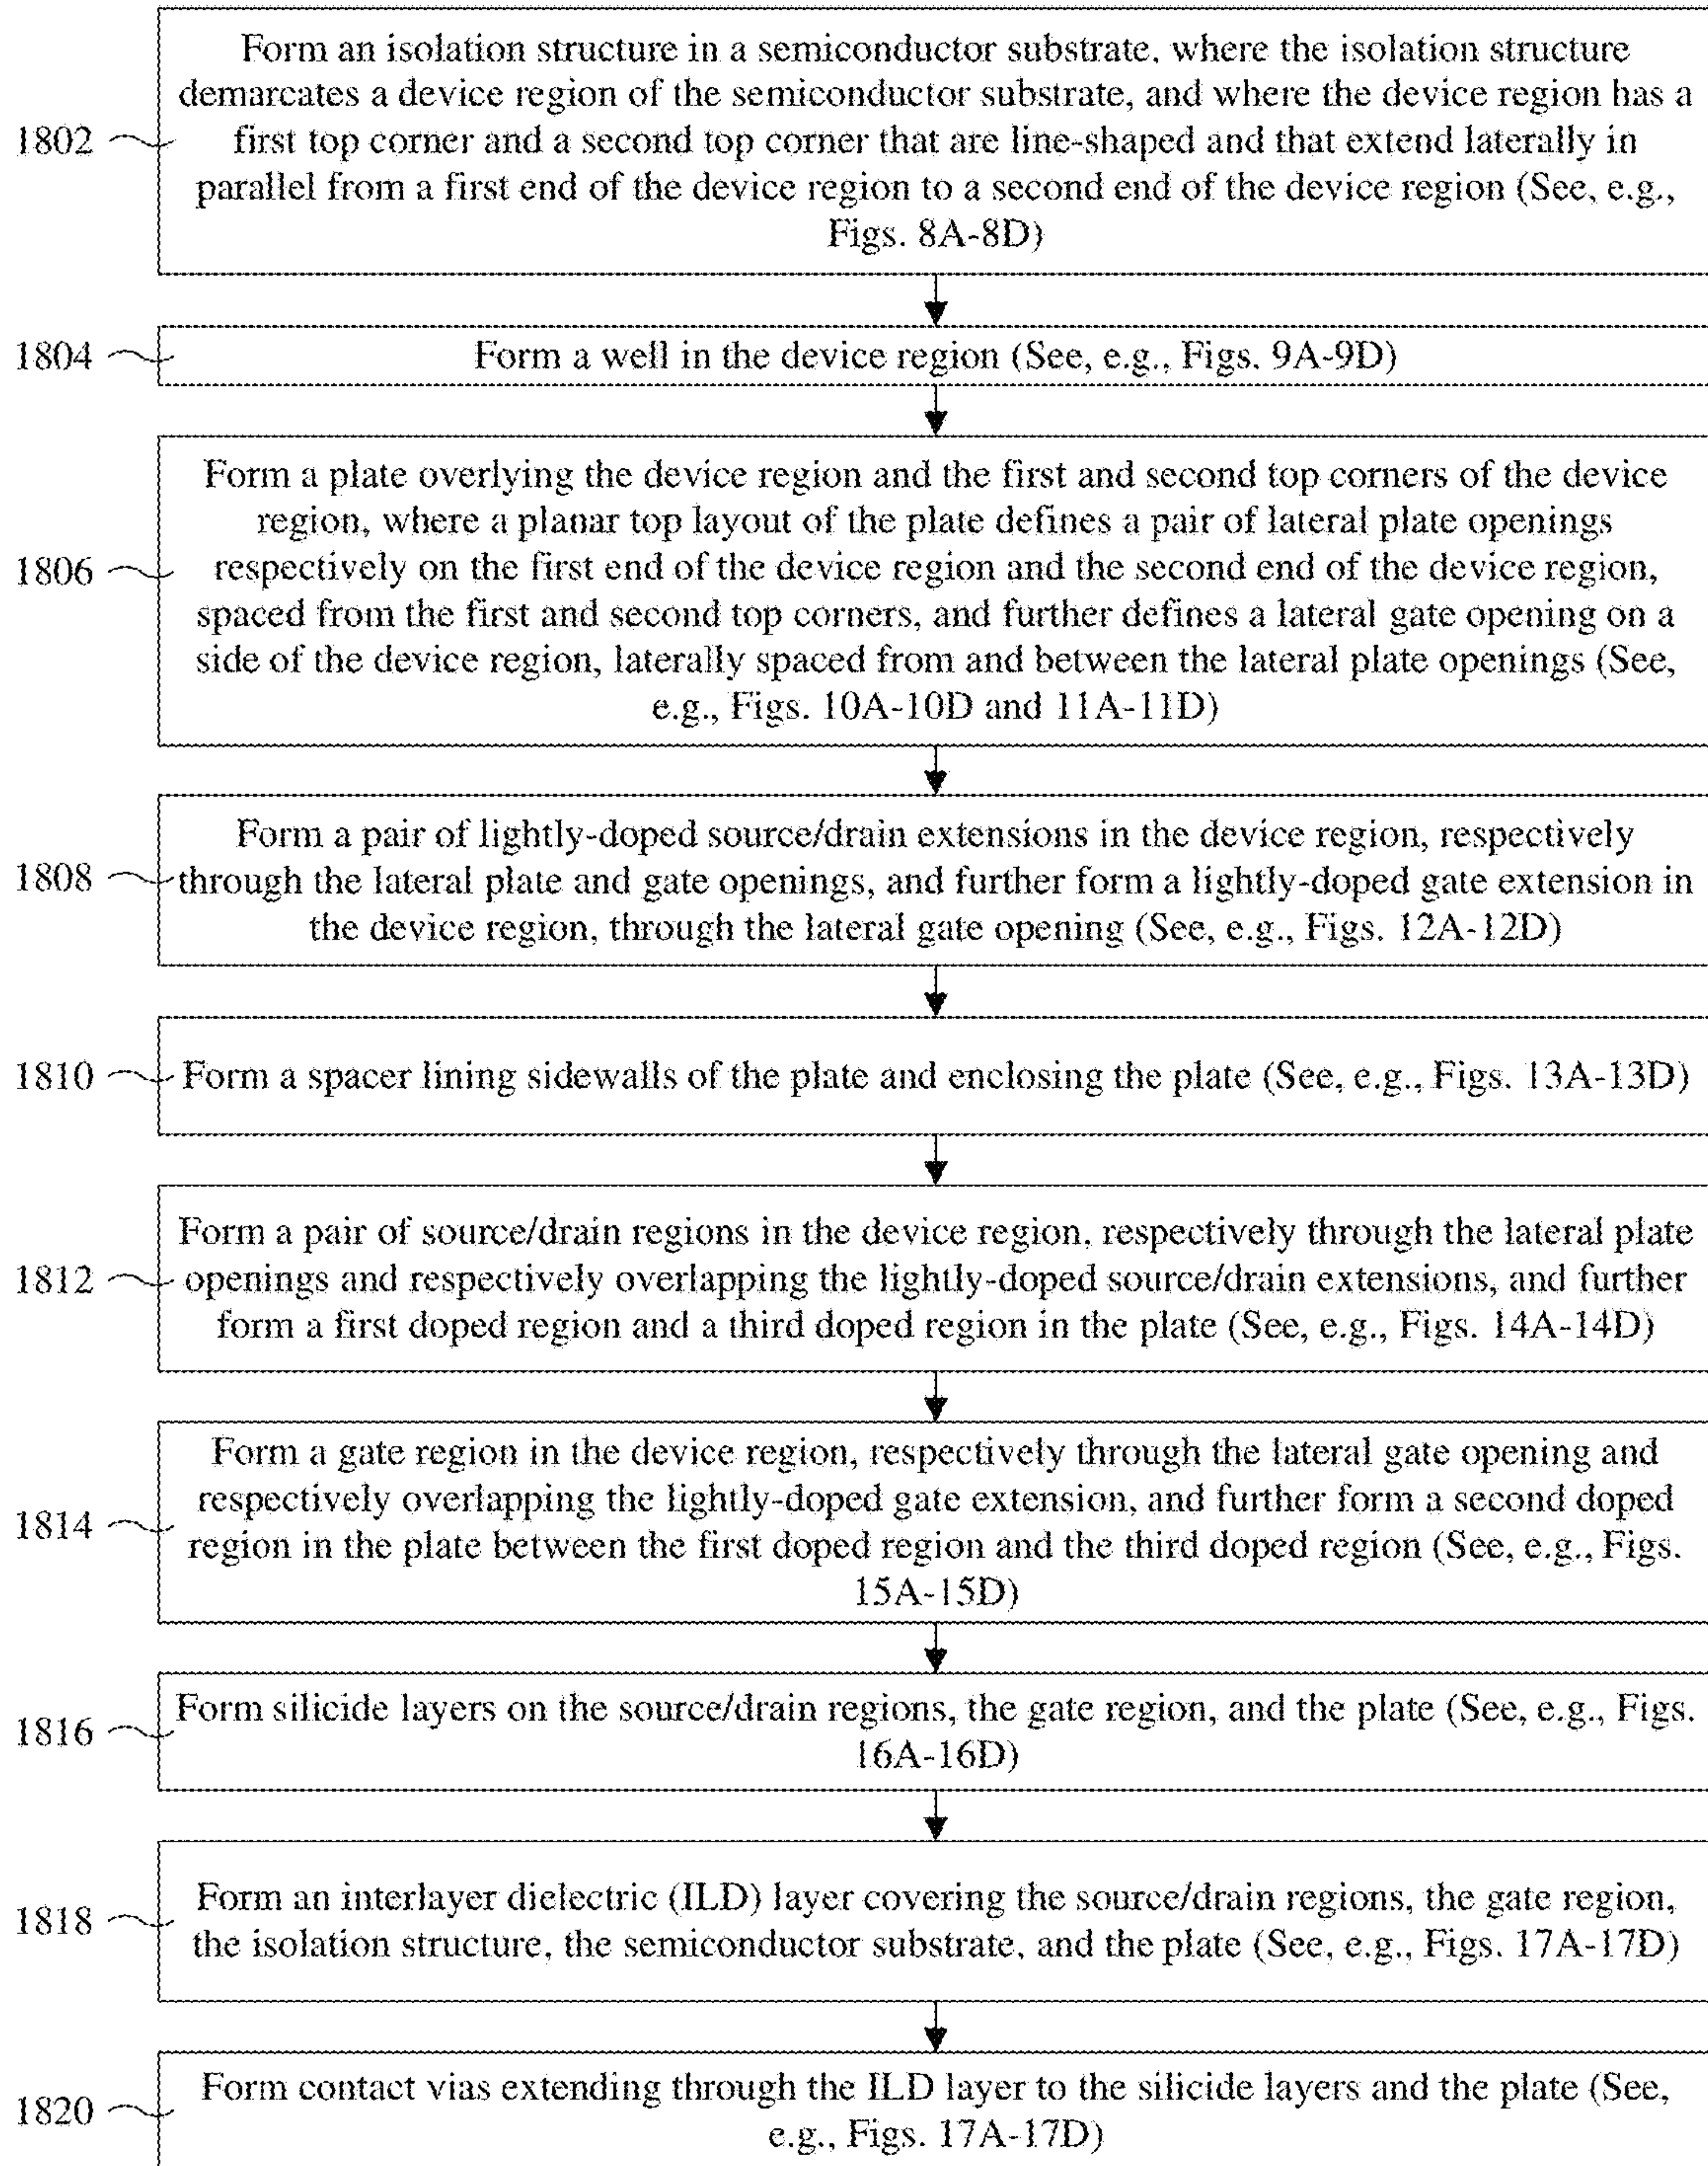 Form an isolation structure in a semiconductor substrate, where the isolation structure
demarcates a device region of the semiconductor substrate, and where the device region has a
1802
first top corner and a second top corner that are line-shaped and that extend laterally in
parallel from a first end of the device region to a second end of the device region (See, e.g.,
Figs. 8A-8D)
1804
Form a well in the device region (See, e.g., Figs. 9A-9D)
Form a plate overlying the device region and the first and second top corners of the device
region, where a planar top layout of the plate defines a pair of lateral plate openings
1806
respectively on the first end of the device region and the second end of the device region,
spaced from the first and second top corners, and further defines a lateral gate opening on a
side of the device region, laterally spaced from and between the lateral plate openings (See,
e.g., Figs. 10A-10D and 11A-11D)
Form a pair of lightly-doped source/drain extensions in the device region, respectively
1808
through the lateral plate and gate openings, and further form a lightly-doped gate extension in
the device region, through the lateral gate opening (See, e.g., Figs. 12A-12D)
1810
Form a spacer lining sidewalls of the plate and enclosing the plate (See, e.g., Figs. 13A-13D)
Form a pair of source/drain regions in the device region, respectively through the lateral plate
1812
openings and respectively overlapping the lightly-doped source/drain extensions, and further
form a first doped region and a third doped region in the plate (See, e.g., Figs. 14A-14D)
Form a gate region in the device region, respectively through the lateral gate opening and
respectively overlapping the lightly-doped gate extension, and further form a second doped
1814
region in the plate between the first doped region and the third doped region (See, e.g., Figs.
15A-15D)
Form silicide layers on the source/drain regions, the gate region, and the plate (See, e.g., Figs.
1816
16A-16D)
Form an interlayer dielectric (ILD) layer covering the source/drain regions, the gate region,
1818
the isolation structure, the semiconductor substrate, and the plate (See, e.g., Figs. 17A-17D)
Form contact vias extending through the ILD layer to the silicide layers and the plate (See,
1820
e.g., Figs. 17A-17D)